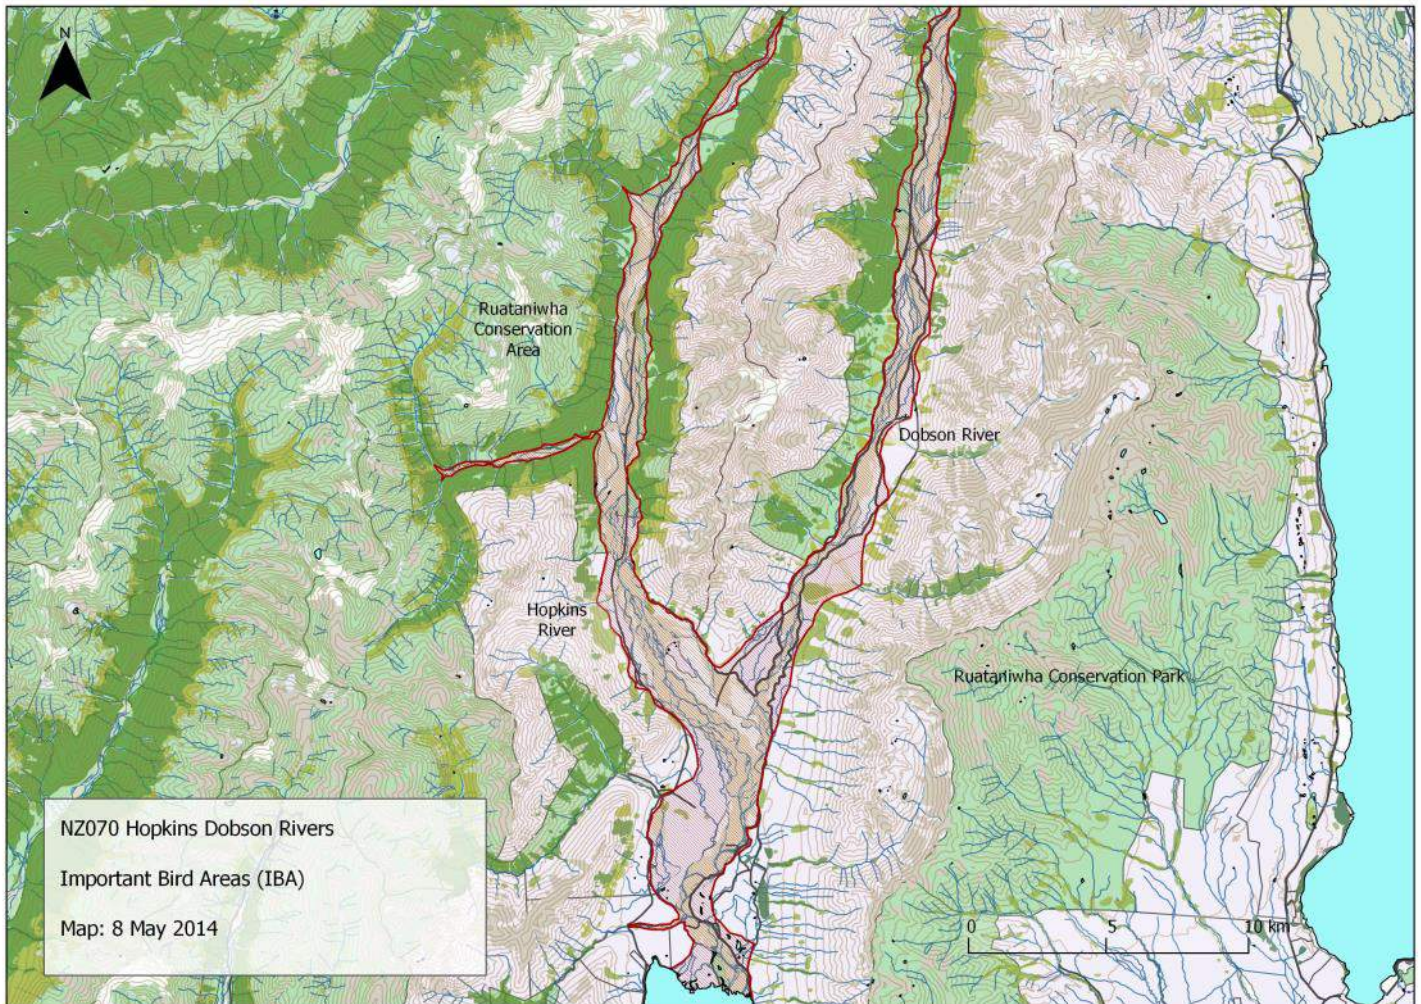 N
Ruataniwha
Conservation
Area
Dobson River
Hopkins
River
Ruataniwha Conservation Park
NZ070 Hopkins Dobson Rivers
Important Bird Areas (IBA)
Map: 8 May 2014
0 5 10 km